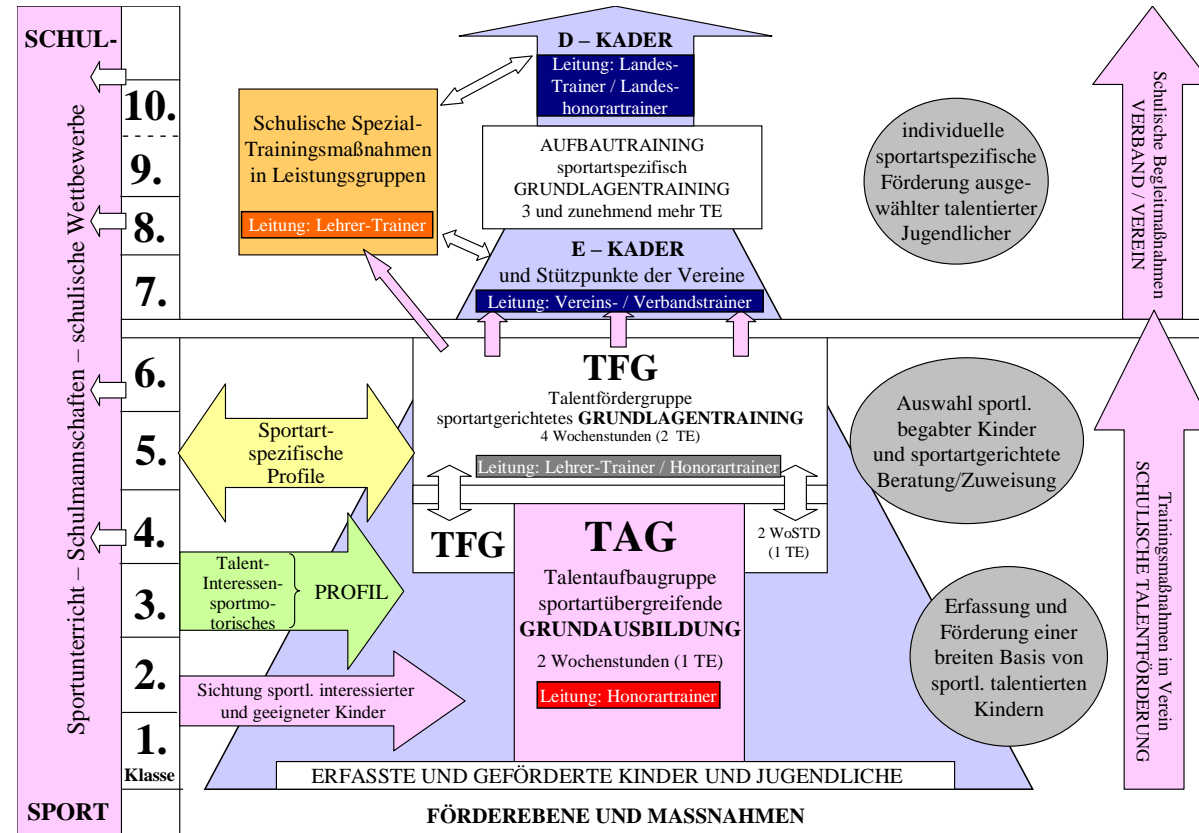 SCHUL-
Sportunterricht – Schulmannschaften – schulische Wettbewerbe
SPORT
10.
9.
8.
7.
6.
5.
4.
3.
2.
1.
Klasse
D – KADER
Leitung: Landes-
Trainer / Landes-
honorartrainer
Schulische Spezial-
Trainingsmaßnahmen
in Leistungsgruppen
Leitung: Lehrer-Trainer
AUFBAUTRAINING
sportartspezifisch
GRUNDLAGENTRAINING
3 und zunehmend mehr TE
E – KADER
und Stützpunkte der Vereine
Leitung: Vereins- / Verbandstrainer
individuelle
sportartspezifische
Förderung ausge-
wählter talentierter
Jugendlicher
Schulische Begleitmaßnahmen
VERBAND / VEREIN
TFG
Talentfördergruppe
sportartgerichtetes GRUNDLAGENTRAINING
4 Wochenstunden (2 TE)
Leitung: Lehrer-Trainer / Honorartrainer
Sportart-
spezifische
Profile
Auswahl sportl.
begabter Kinder
und sportartgerichtete
Beratung/Zuweisung
TFG
TAG
Talentaufbaugruppe
sportartübergreifende
GRUNDAUSBILDUNG
2 Wochenstunden (1 TE)
Leitung: Honorartrainer
2 WoSTD
(1 TE)
Talent-
Interessen-
sportmo-
torisches
PROFIL
Sichtung sportl. interessierter
und geeigneter Kinder
Erfassung und
Förderung einer
breiten Basis von
sportl. talentierten
Kindern
Trainingsmaßnahmen im Verein
SCHULISCHE TALENTFÖRDERUNG
ERFASSTE UND GEFÖRDERTE KINDER UND JUGENDLICHE
FÖRDEREBENE UND MASSNAHMEN